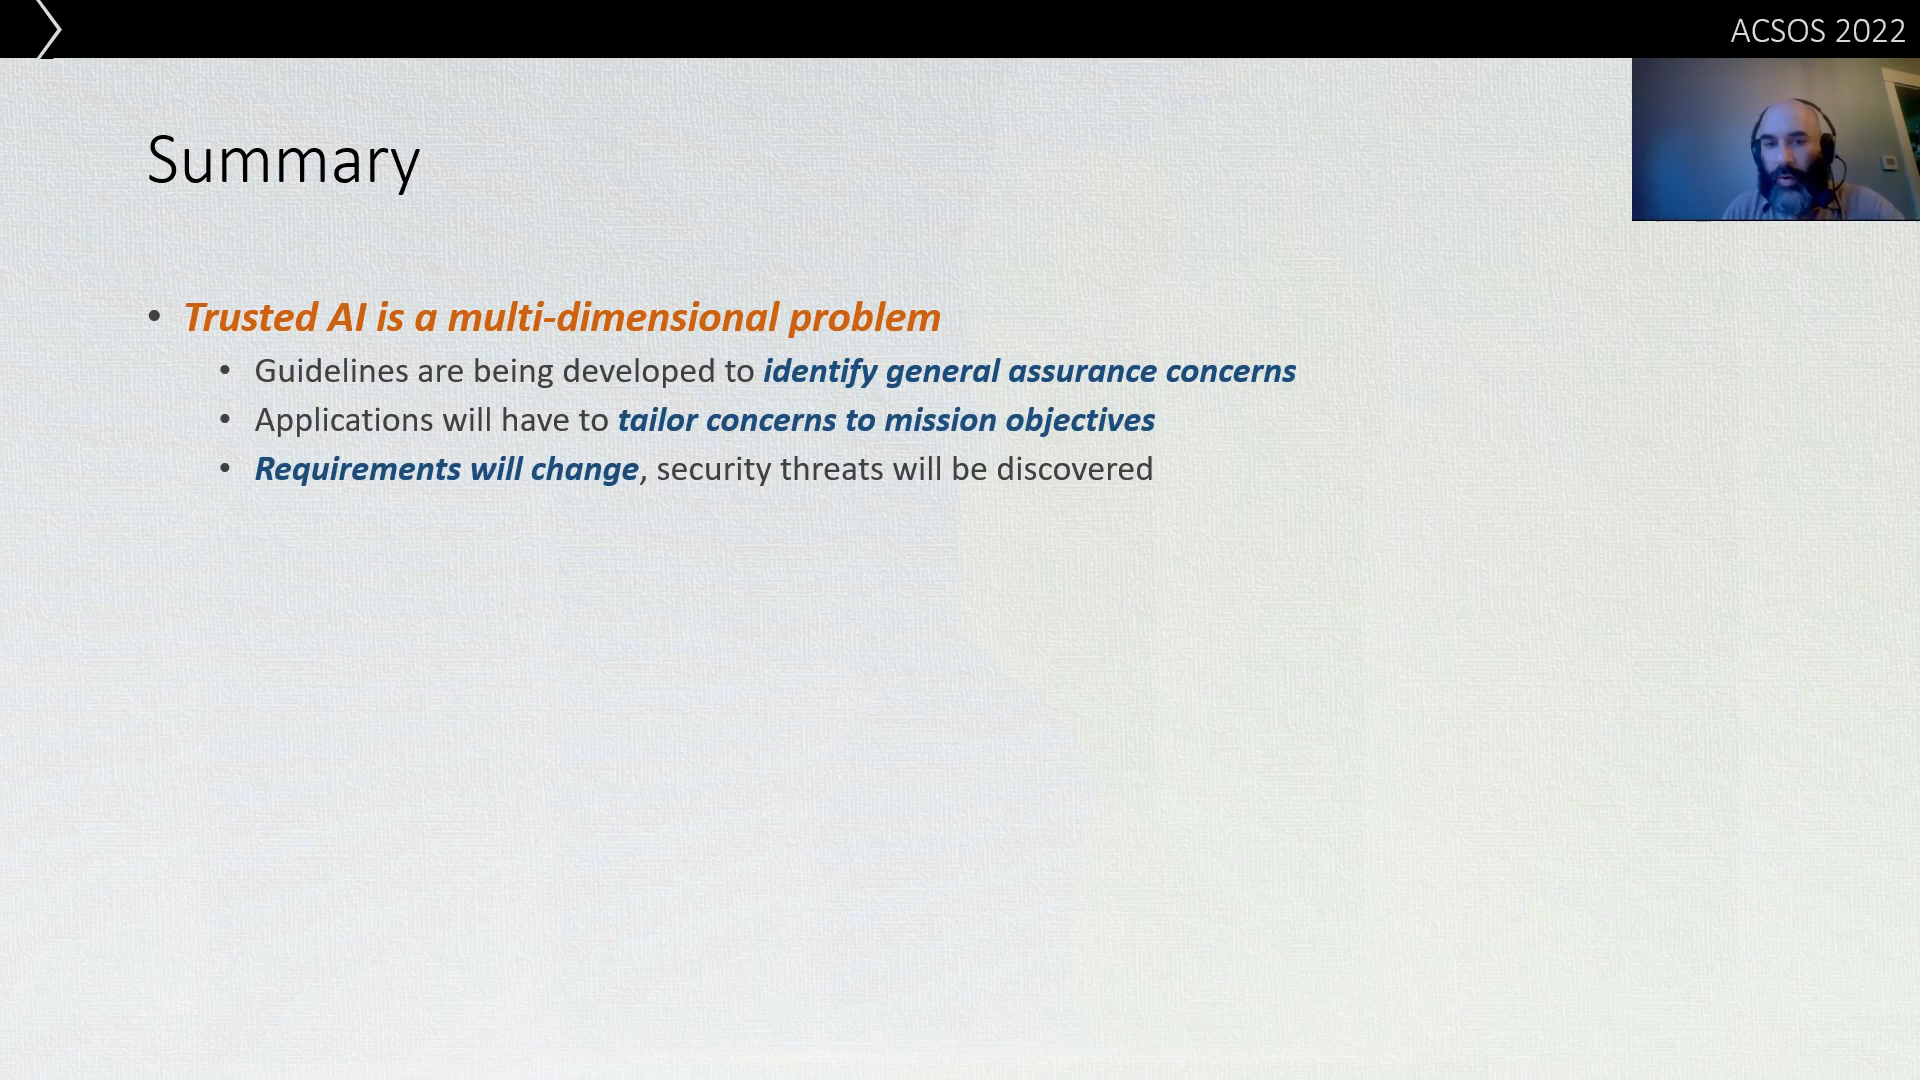 ACSOS 2022
Summary
• Trusted AI is a multi-dimensional problem
• Guidelines are being developed to identify general assurance concerns
• Applications will have to tailor concerns to mission objectives
• Requirements will change, security threats will be discovered